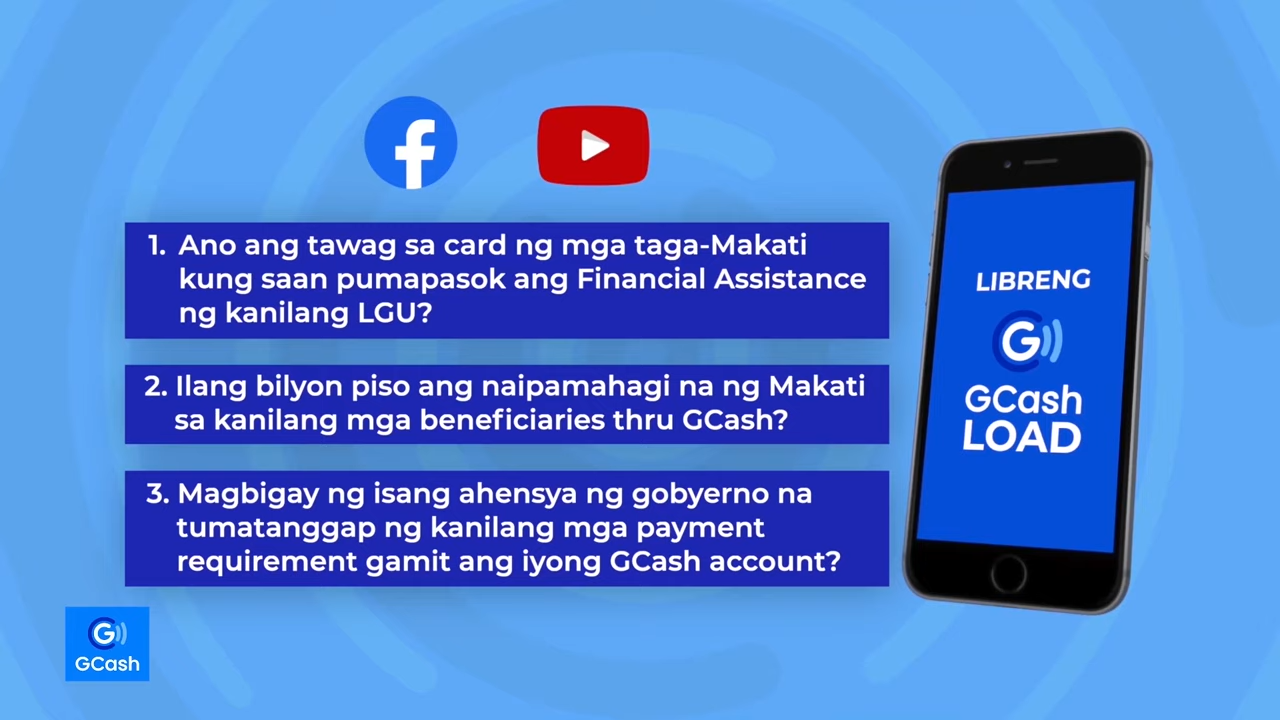 1. Ano ang tawag sa card ng mga taga-Makati
kung saan pumapasok ang Financial Assistance
ng kanilang LGU?
2. Ilang bilyon piso ang naipamahagi na ng Makati
sa kanilang mga beneficiaries thru GCash?
3. Magbigay ng isang ahensya ng gobyerno na
tumatanggap ng kanilang mga payment
requirement gamit ang iyong GCash account?
LIBRENG
GCash
LOAD
GCash